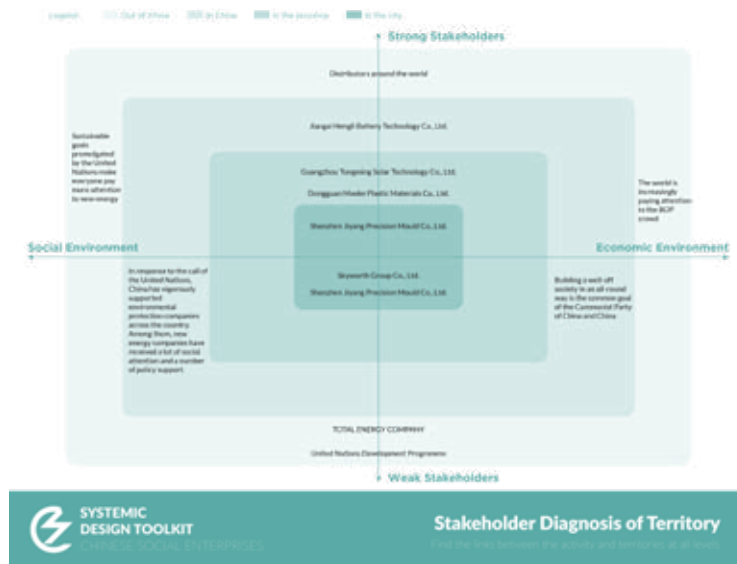 Legend: Out of China In China In the province In the city
Strong Stakeholders
Distributors around the world
Jiangxi Hengli Battery Technology Co., Ltd.
Sustainable
goals
promulgated
by the United
Nations make
everyone pay
more attention
to new energy
Guangzhou Tongming Solar Technology Co., Ltd.
Dongguan Maoler Plastic Materials Co., Ltd.
The world is
increasingly
paying attention
to the BOP
crowd
Shenzhen Jiyang Precision Mould Co., Ltd.
Social Environment
Economic Environment
In response to the call of
the United Nations,
China has vigorously
supported
environmental
protection companies
across the country.
Among them, new
energy companies have
received a lot of social
attention and a number
of policy support.
Skyworth Group Co., Ltd.
Shenzhen Jiyang Precision Mould Co., Ltd.
Building a well-off
society in an all-round
way is the common goal
of the Communist Party
of China and China
TOTAL ENERGY COMPANY
United Nations Development Programme
Weak Stakeholders
SYSTEMIC
DESIGN TOOLKIT
CHINESE SOCIAL ENTERPRISES
Stakeholder Diagnosis of Territory
Find the links between the activity and territories at all levels